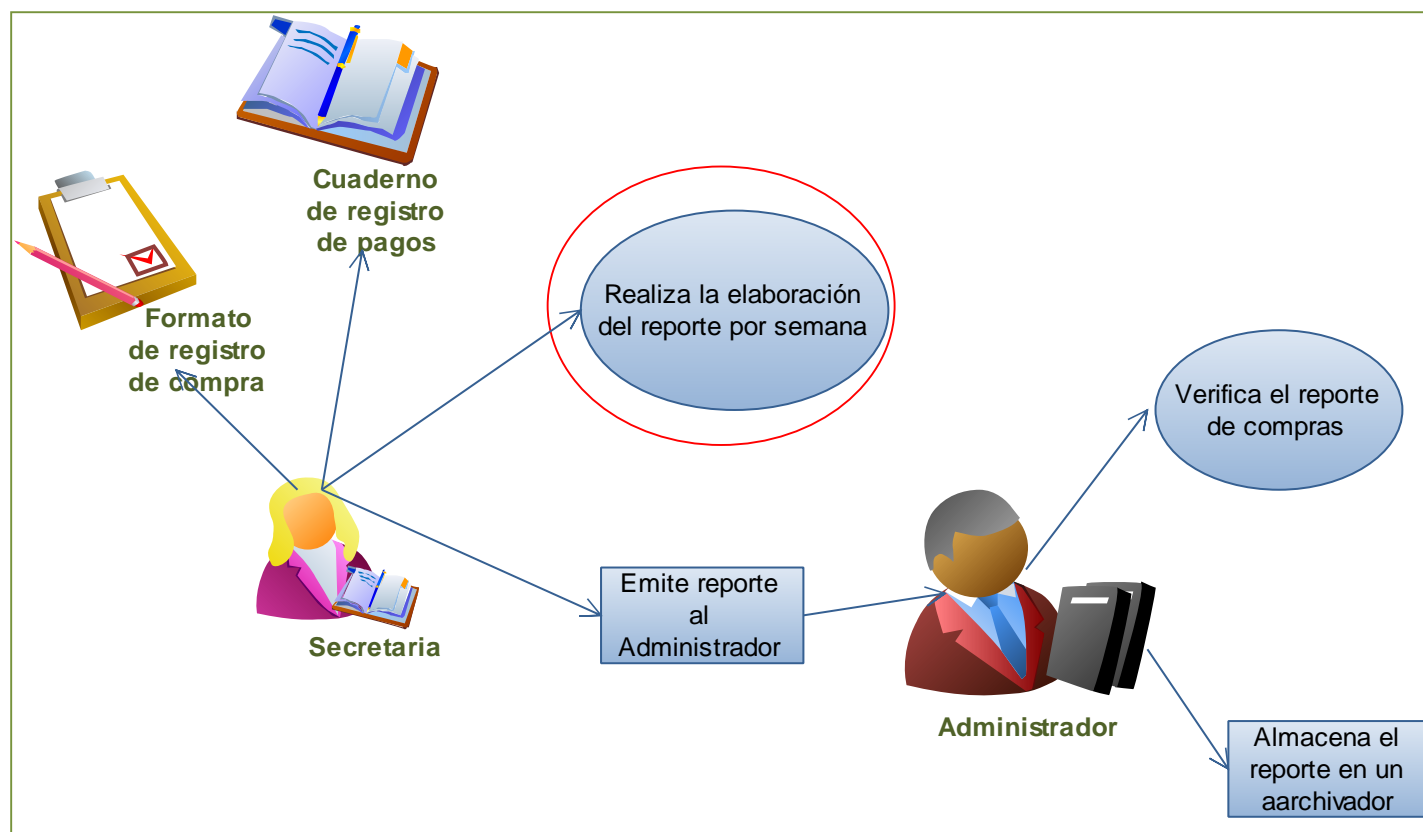 Cuaderno
de registro
de pagos
Formato
de registro
de compra
Realiza la elaboración
del reporte por semana
Verifica el reporte
de compras
Secretaria
Emite reporte
al
Administrador
Administrador
Almacena el
reporte en un
aarchivador